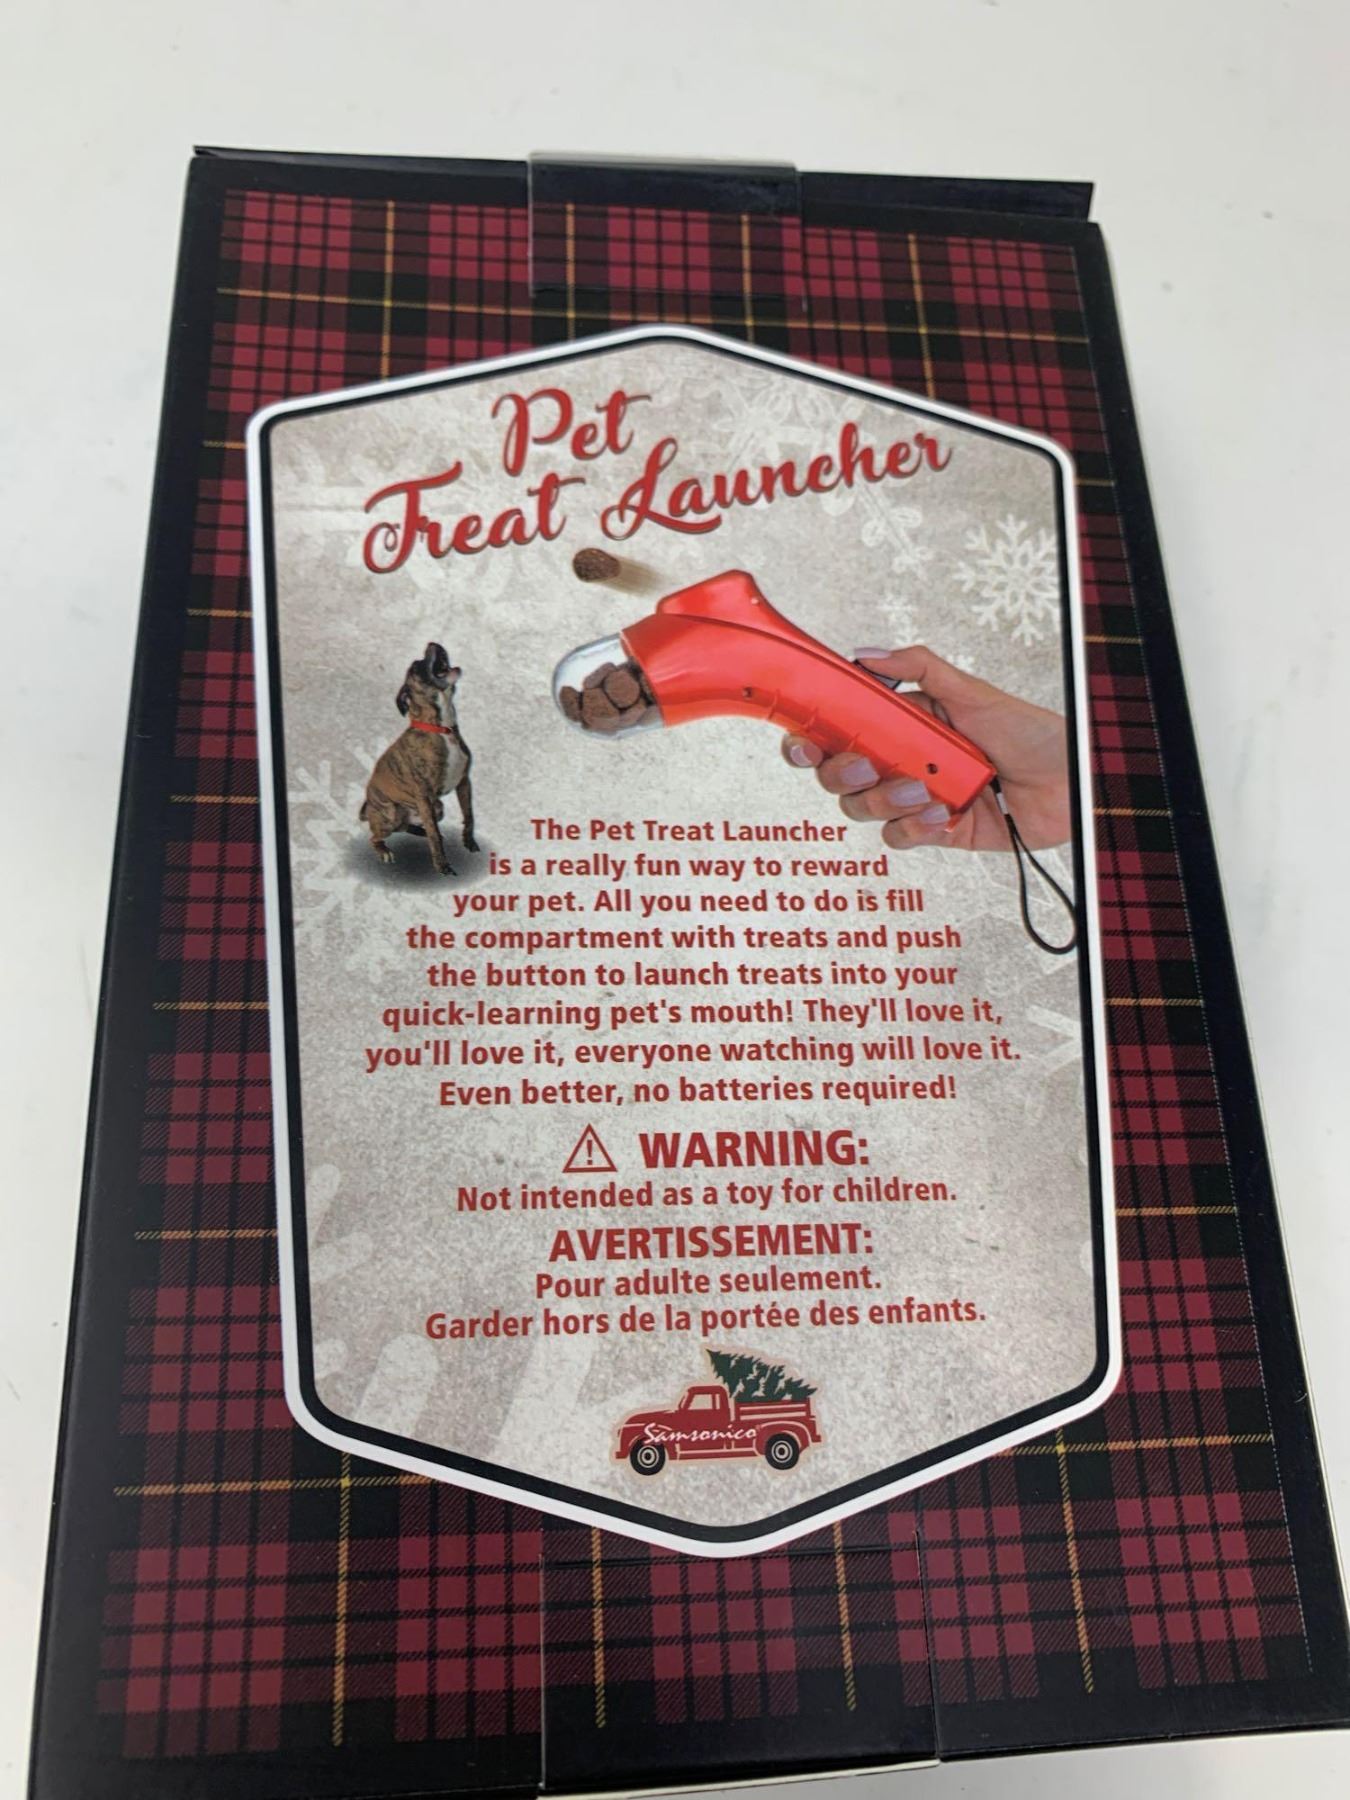 Pet
Treat Launcher
The Pet Treat Launcher
is a really fun way to reward
your pet. All you need to do is fill
the compartment with treats and push
the button to launch treats into your
quick-learning pet's mouth! They'll love it,
you'll love it, everyone watching will love it.
Even better, no batteries required!
WARNING:
Not intended as a toy for children.
AVERTISSEMENT:
Pour adulte seulement.
Garder hors de la portée des enfants.
Samsonico